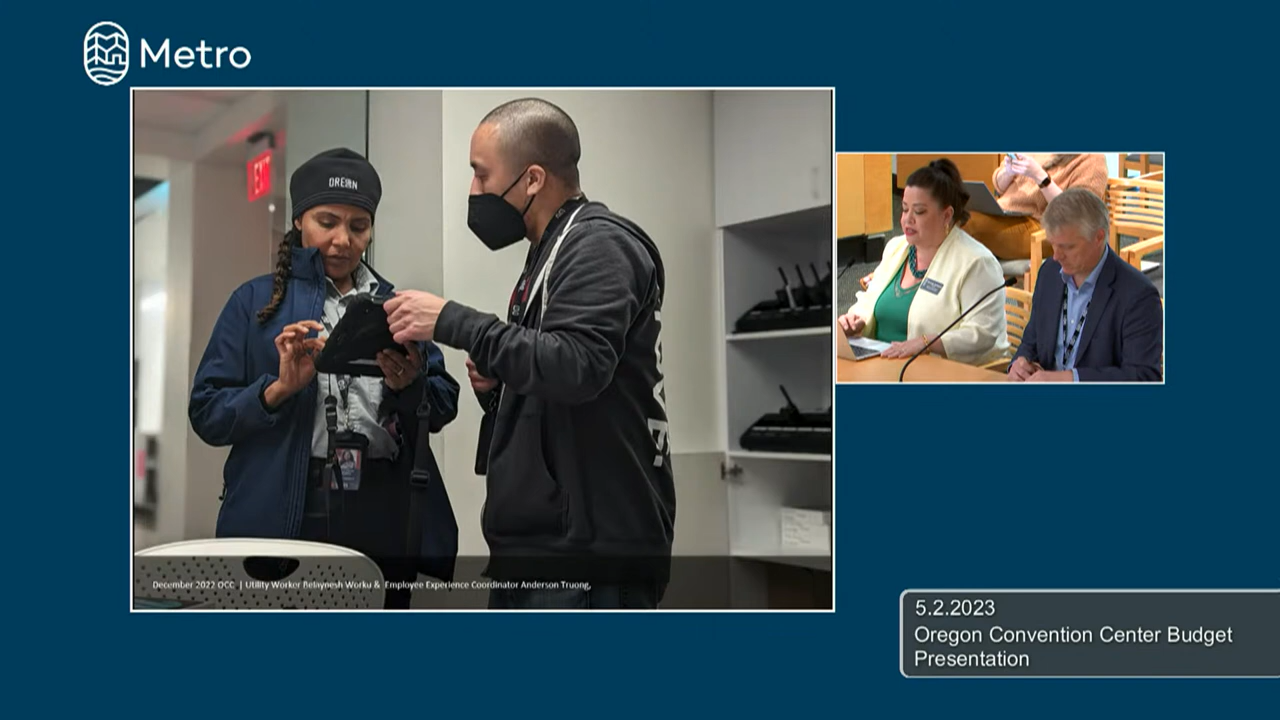 Metro
EXIT
OREGON
December 2022 OCC | Utility Worker Relaynesh Worku & Employee Experience Coordinator Anderson Truong,
5.2.2023
Oregon Convention Center Budget
Presentation